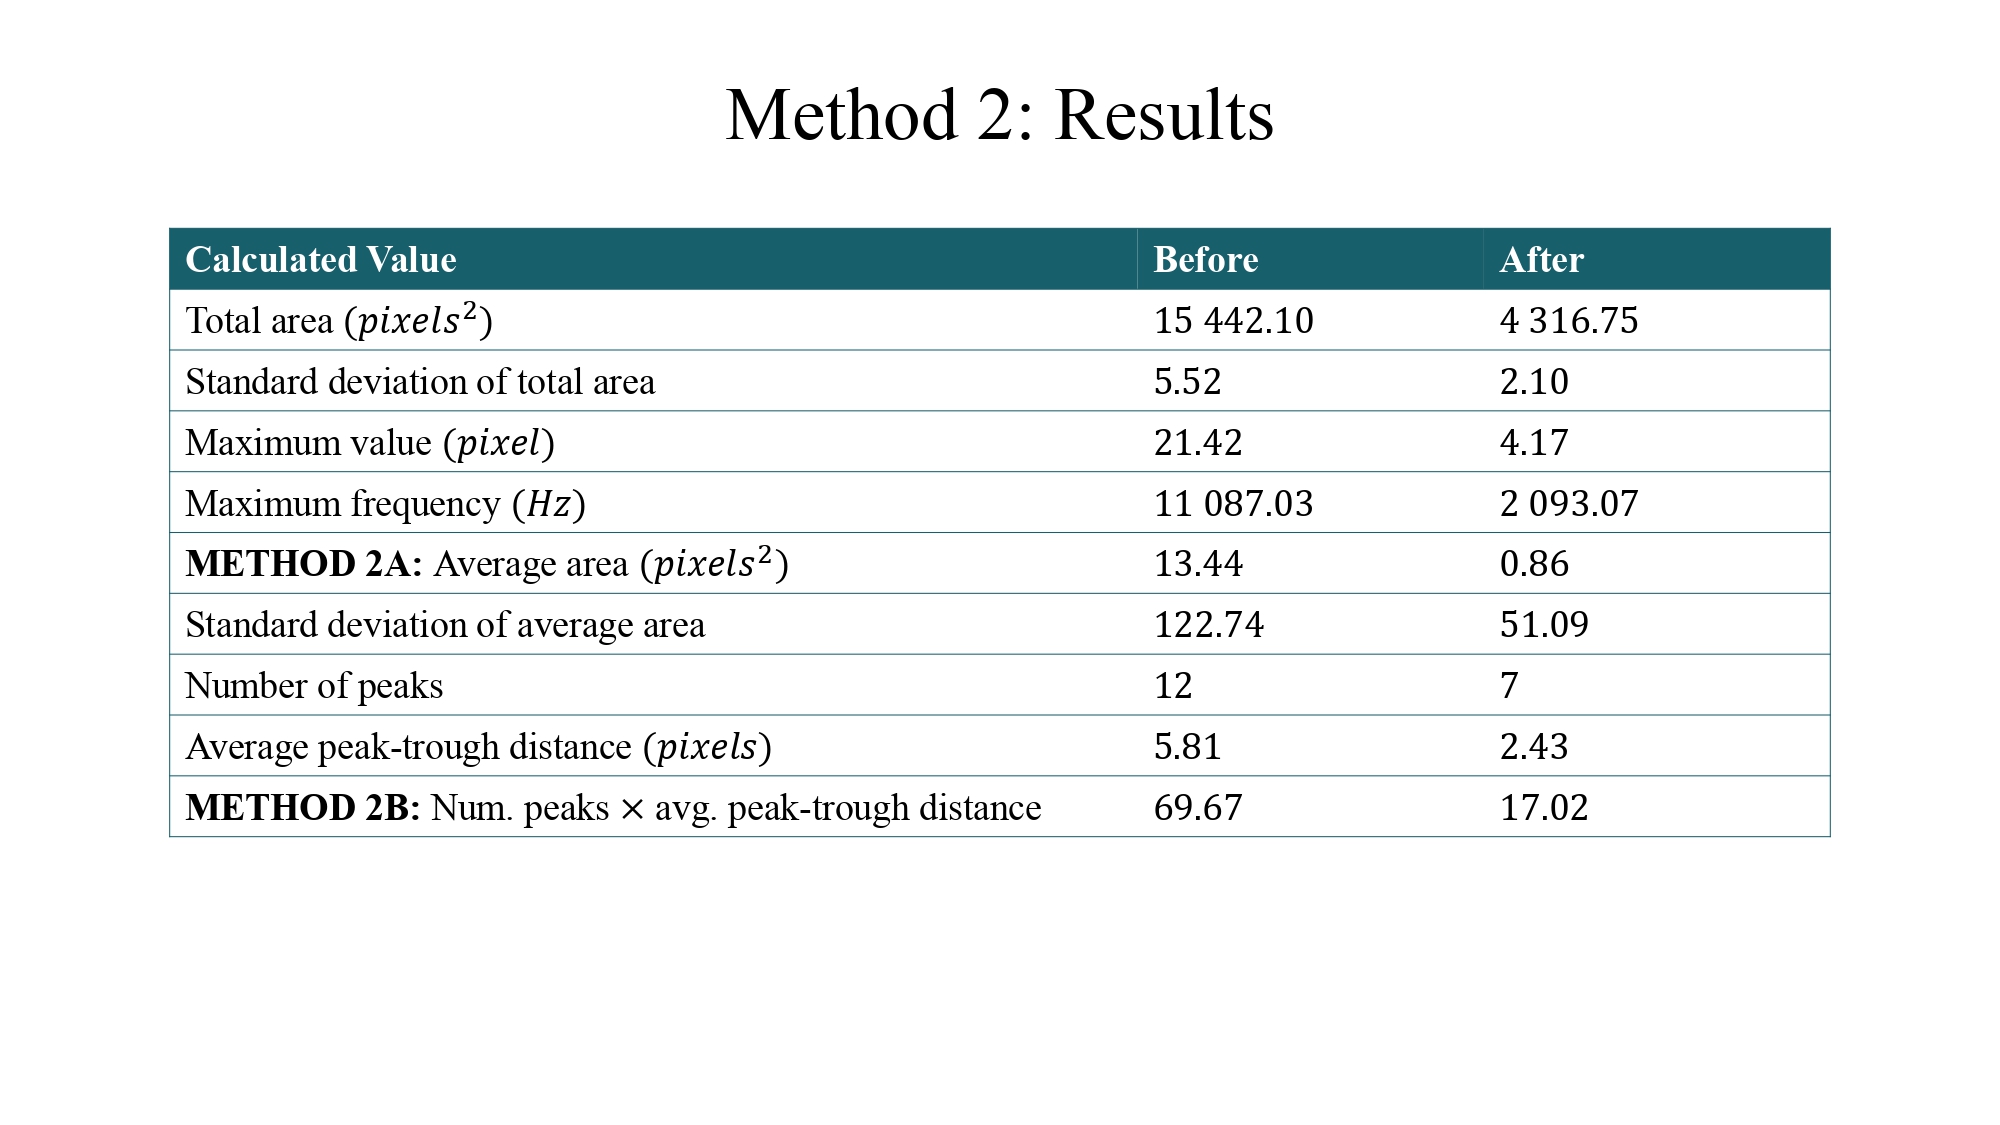 Method 2: Results
Calculated Value Before After
Total area (pixels²) 15 442.10 4 316.75
Standard deviation of total area 5.52 2.10
Maximum value (pixel) 21.42 4.17
Maximum frequency (Hz) 11 087.03 2 093.07
METHOD 2A: Average area (pixels²) 13.44 0.86
Standard deviation of average area 122.74 51.09
Number of peaks 12 7
Average peak-trough distance (pixels) 5.81 2.43
METHOD 2B: Num. peaks × avg. peak-trough distance 69.67 17.02